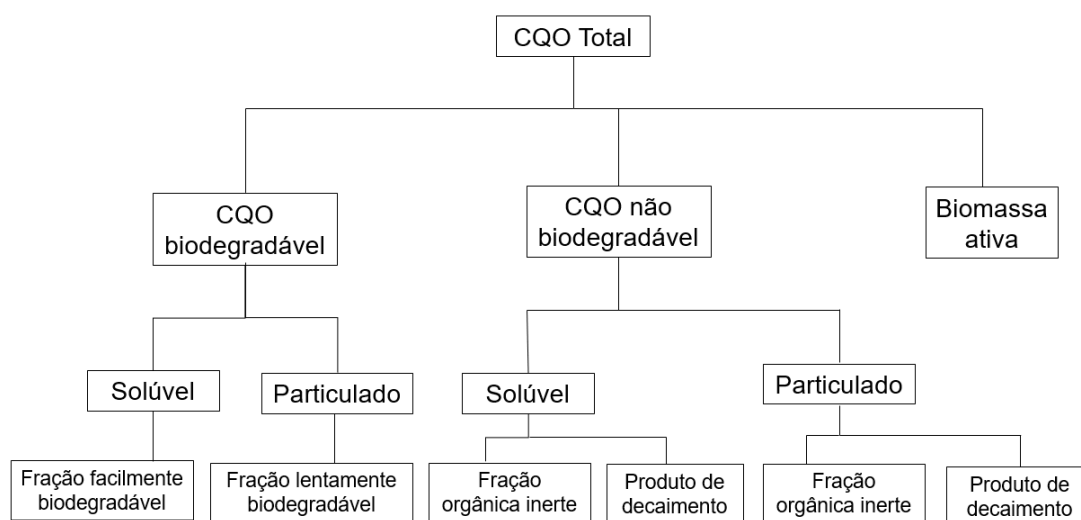 CQO Total
CQO
biodegradável
CQO não
biodegradável
Biomassa
ativa
Solúvel
Particulado
Solúvel
Particulado
Fração facilmente
biodegradável
Fração lentamente
biodegradável
Fração
orgânica inerte
Produto de
decaimento
Fração
orgânica inerte
Produto de
decaimento